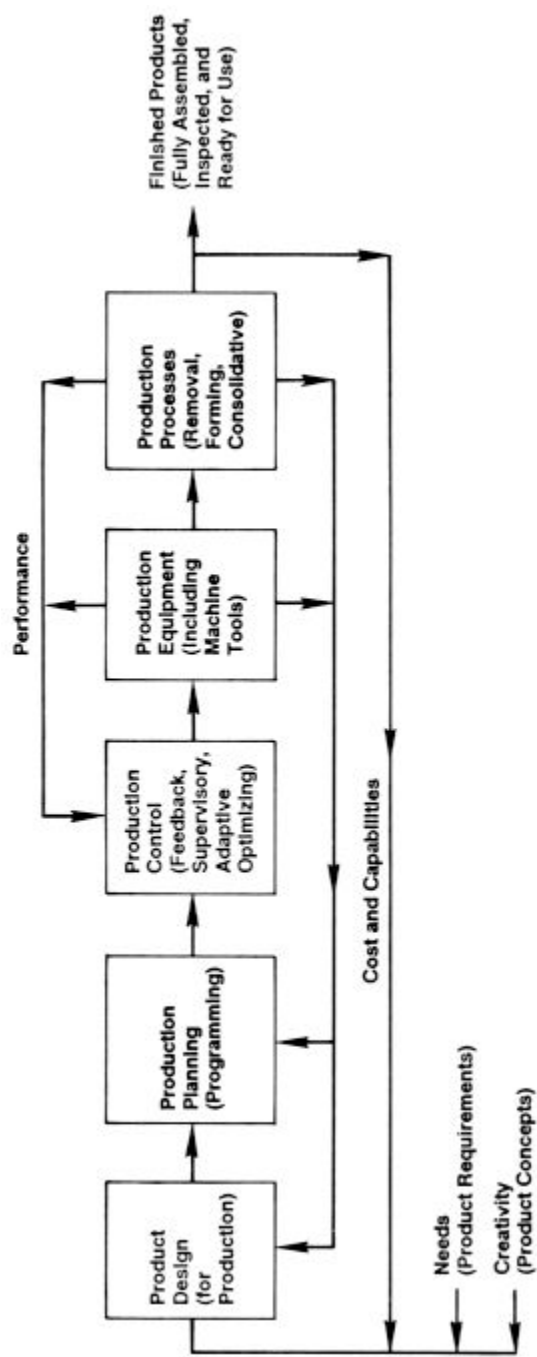 Performance
Product
Design
(for
Production)
Production
Planning
(Programming)
Production
Control
(Feedback,
Supervisory,
Adaptive
Optimizing)
Production
Equipment
(Including
Machine
Tools)
Production
Processes
(Removal,
Forming,
Consolidative)
Finished Products
(Fully Assembled,
Inspected, and
Ready for Use)
Cost and Capabilities
Needs
(Product Requirements)
Creativity
(Product Concepts)